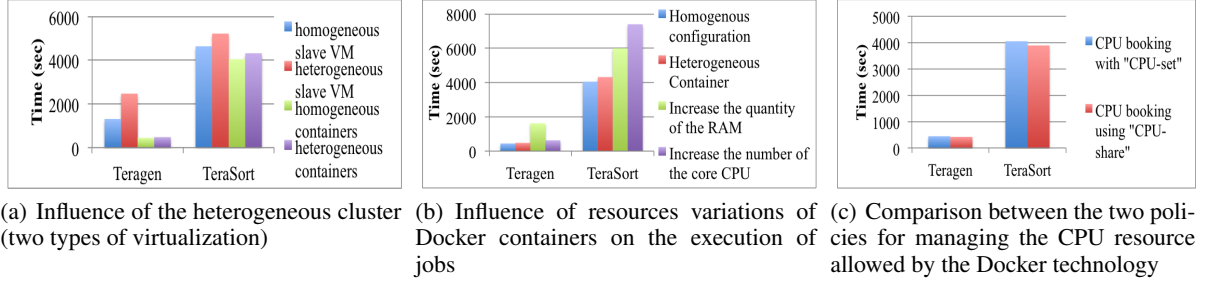 6000
4000
2000
0
Time (sec)
Teragen
TeraSort
homogeneous
slave VM
heterogeneous
slave VM
homogeneous
containers
heterogeneous
containers
(a) Influence of the heterogeneous cluster
(two types of virtualization)
8000
6000
4000
2000
0
Time (sec)
Teragen
TeraSort
Homogenous
configuration
Heterogeneous
Container
Increase the quantity
of the RAM
Increase the number of
the core CPU
(b) Influence of resources variations of
Docker containers on the execution of
jobs
5000
4000
3000
2000
1000
0
Time (sec)
Teragen
TeraSort
CPU booking
with "CPU-set"
CPU booking
using "CPU-
share"
(c) Comparison between the two poli-
cies for managing the CPU resource
allowed by the Docker technology